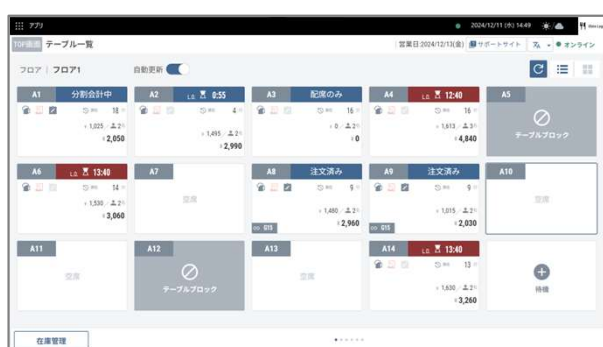 アプリ
2024/12/11 (水) 14:49
TOP画面 テーブル一覧
営業日:2024/12/13(金) サポートサイト オンライン
フロア | フロア1 自動更新
A1 分割会計中
18
1,025 / 2
2,050
A2 L.O. 0:55
4
1,495 / 2
2,990
A3 配席のみ
16
0 / 2
0
A4 L.O. 12:40
16
1,613 / 3
4,840
A5
テーブルブロック
A6 L.O. 13:40
14
1,530 / 2
3,060
A7
空席
A8 注文済み
9
1,480 / 2
G15 2,960
A9 注文済み
9
1,015 / 2
G15 2,030
A10
空席
A11
空席
A12
テーブルブロック
A13
空席
A14 L.O. 13:40
13
1,630 / 2
3,260
待機
在庫管理